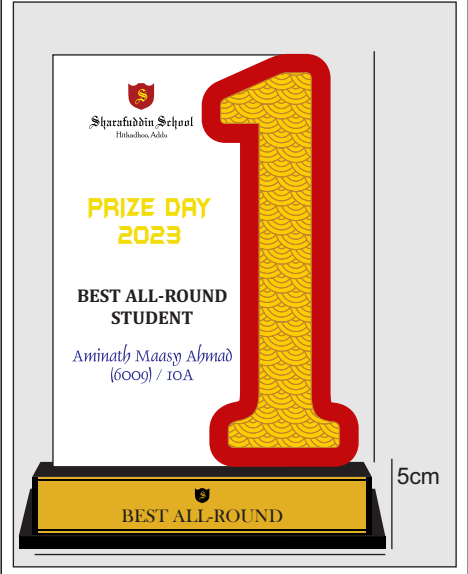 S
Sharafuddin School
Hithadhoo, Addu
1
PRIZE DAY
2023
BEST ALL-ROUND
STUDENT
Aminath Maasy Ahmad
(6009) / 10A
5cm
S
BEST ALL-ROUND